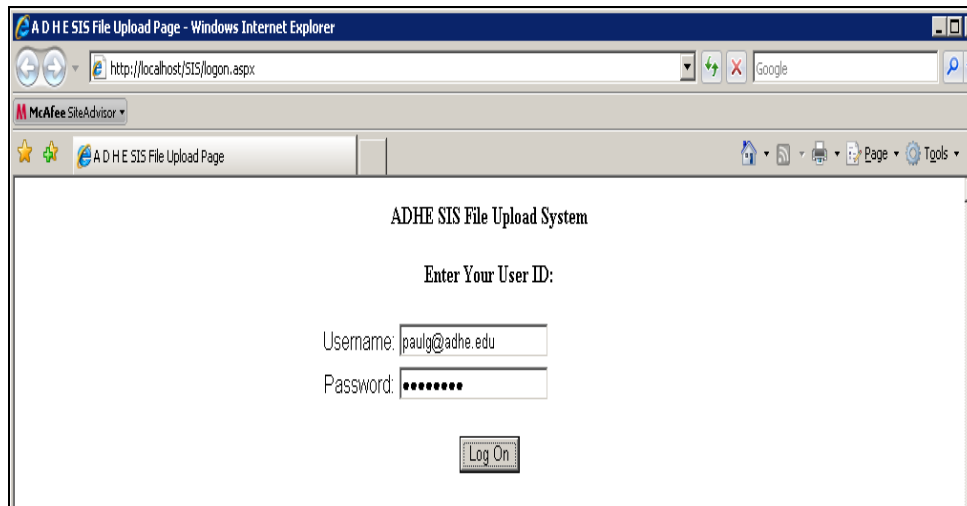 A D H E SIS File Upload Page - Windows Internet Explorer
http://localhost/SIS/logon.aspx
Google
McAfee SiteAdvisor
A D H E SIS File Upload Page
Page
Tools
ADHE SIS File Upload System
Enter Your User ID:
Username: paulg@adhe.edu
Password: ••••••••
Log On